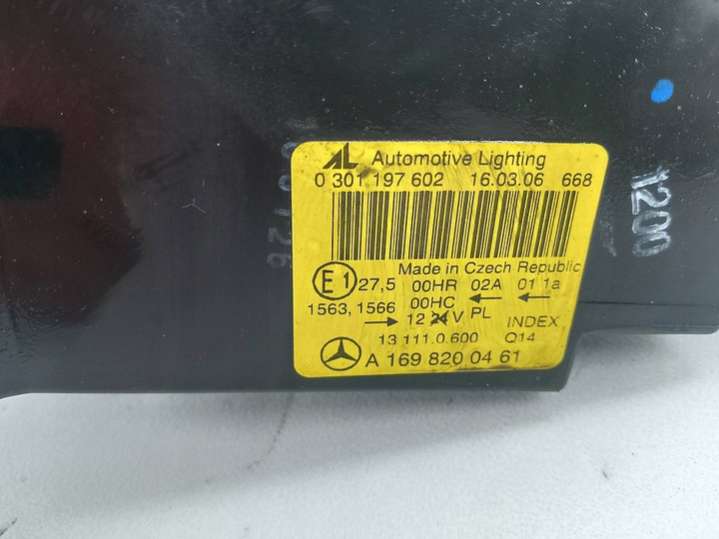 AL Automotive Lighting
0 301 197 602 16.03.06 668
Made in Czech Republic
E1 27,5 00HR 02A 01 1a
1563, 1566 00HC ← ←
→ 12 24V PL INDEX
13 111.0.600 Q14
A 169 820 04 61
1200